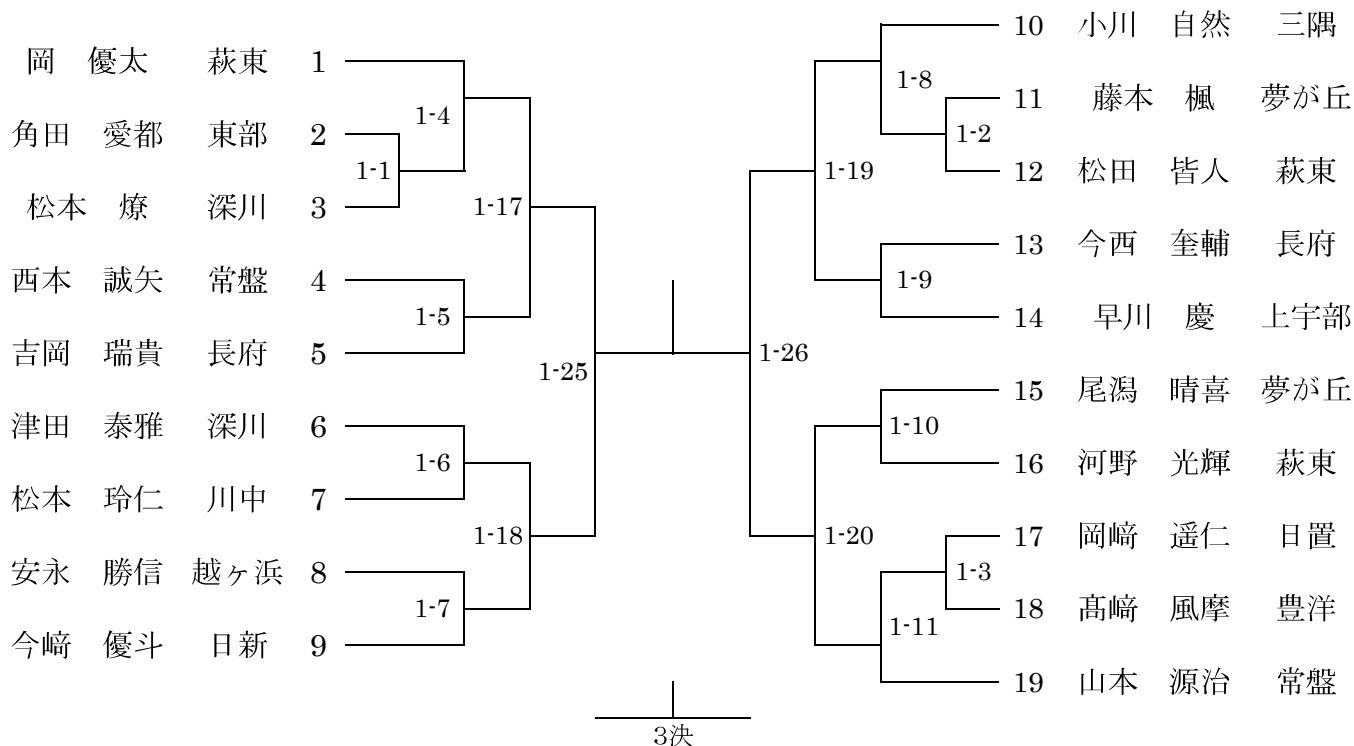 岡 優太 萩東 1
角田 愛都 東部 2
松本 燎 深川 3
西本 誠矢 常盤 4
吉岡 瑞貴 長府 5
津田 泰雅 深川 6
松本 玲仁 川中 7
安永 勝信 越ヶ浜 8
今﨑 優斗 日新 9
1-1
1-4
1-5
1-6
1-7
1-17
1-18
1-25
1-26
1-19
1-20
1-8
1-9
1-10
1-11
1-2
1-3
10 小川 自然 三隅
11 藤本 楓 夢が丘
12 松田 皆人 萩東
13 今西 奎輔 長府
14 早川 慶 上宇部
15 尾潟 晴喜 夢が丘
16 河野 光輝 萩東
17 岡﨑 遥仁 日置
18 髙﨑 風摩 豊洋
19 山本 源治 常盤
3決